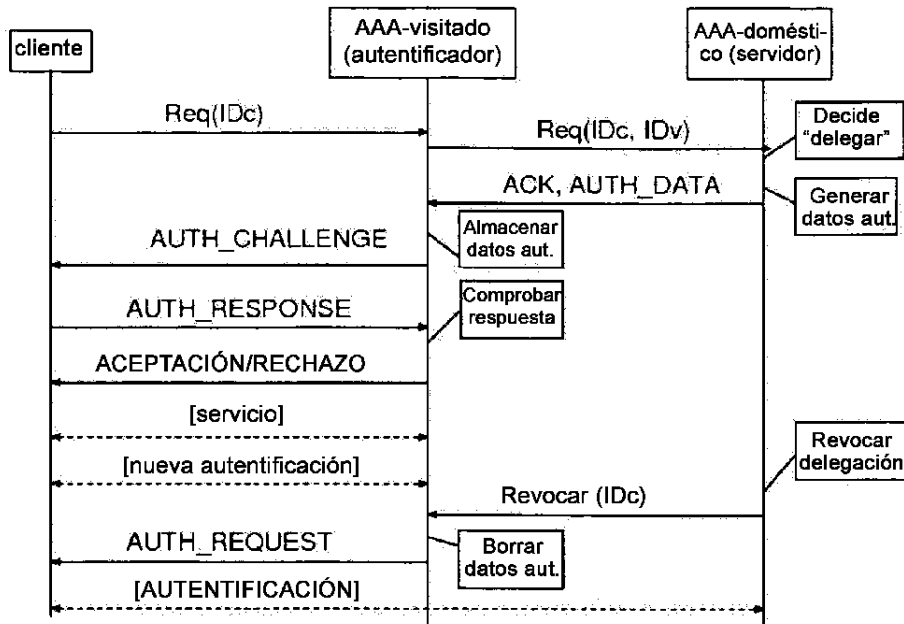 cliente
AAA-visitado
(autentificador)
AAA-domésti-
co (servidor)
Req(IDc)
Req(IDc, IDv)
Decide
“delegar”
ACK, AUTH_DATA
Generar
datos aut.
Almacenar
datos aut.
AUTH_CHALLENGE
AUTH_RESPONSE
Comprobar
respuesta
ACEPTACIÓN/RECHAZO
[servicio]
[nueva autentificación]
Revocar
delegación
Revocar (IDc)
AUTH_REQUEST
Borrar
datos aut.
[AUTENTIFICACIÓN]